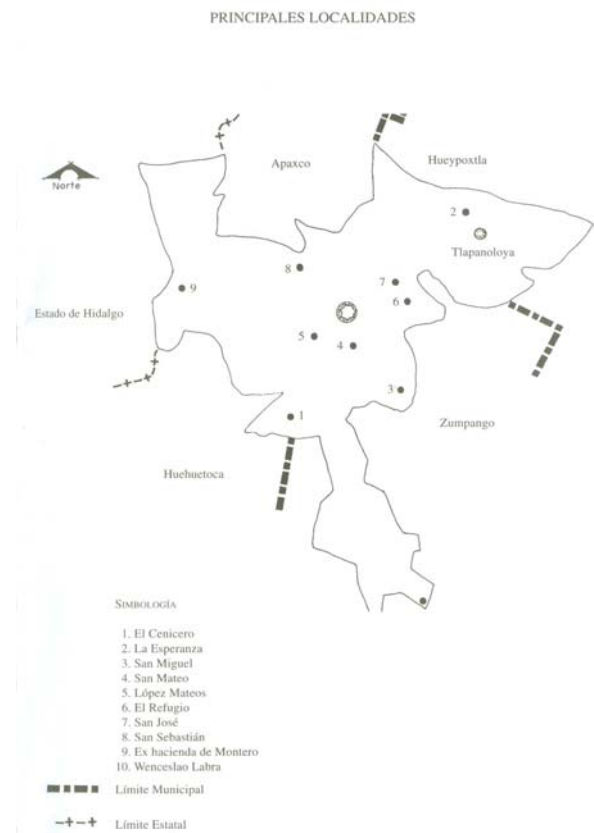 PRINCIPALES LOCALIDADES
Apaxco
Hueypoxtla
Norte
2
Tlapanoloya
8
7
9
6
Estado de Hidalgo
5
4
3
1
Zumpango
Huehuetoca
SIMBOLOGÍA
1. El Cenicero
2. La Esperanza
3. San Miguel
4. San Mateo
5. López Mateos
6. El Refugio
7. San José
8. San Sebastián
9. Ex hacienda de Montero
10. Wenceslao Labra
Límite Municipal
Límite Estatal